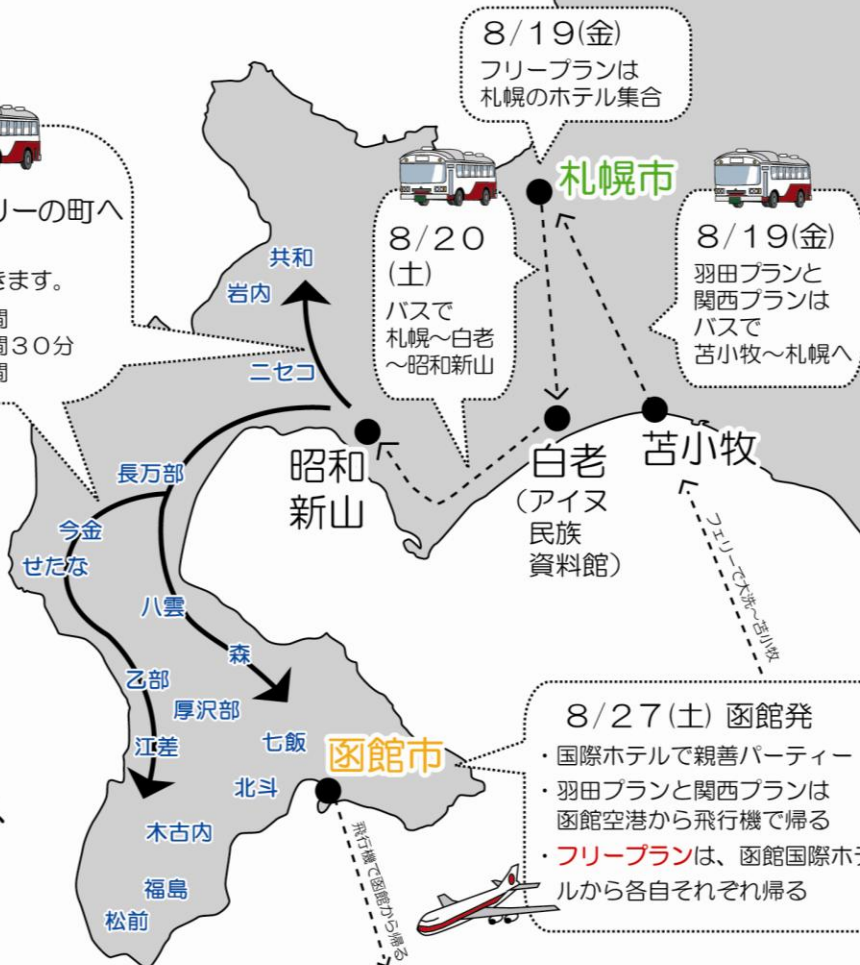 8/19(金)
フリープランは
札幌のホテル集合
札幌市
リーの町へ
きます。
間
間30分
間
8/20
(土)
バスで
札幌~白老
~昭和新山
8/19(金)
羽田プランと
関西プランは
バスで
苫小牧~札幌へ
共和
岩内
ニセコ
昭和
新山
白老
(アイヌ
民族
資料館)
苫小牧
フェリーで大洗~苫小牧
長万部
今金
せたな
八雲
森
乙部
厚沢部
江差
七飯
函館市
北斗
木古内
福島
松前
飛行機で函館から帰る
8/27(土) 函館発
・国際ホテルで親善パーティー
・羽田プランと関西プランは
函館空港から飛行機で帰る
・フリープランは、函館国際ホテ
ルから各自それぞれ帰る